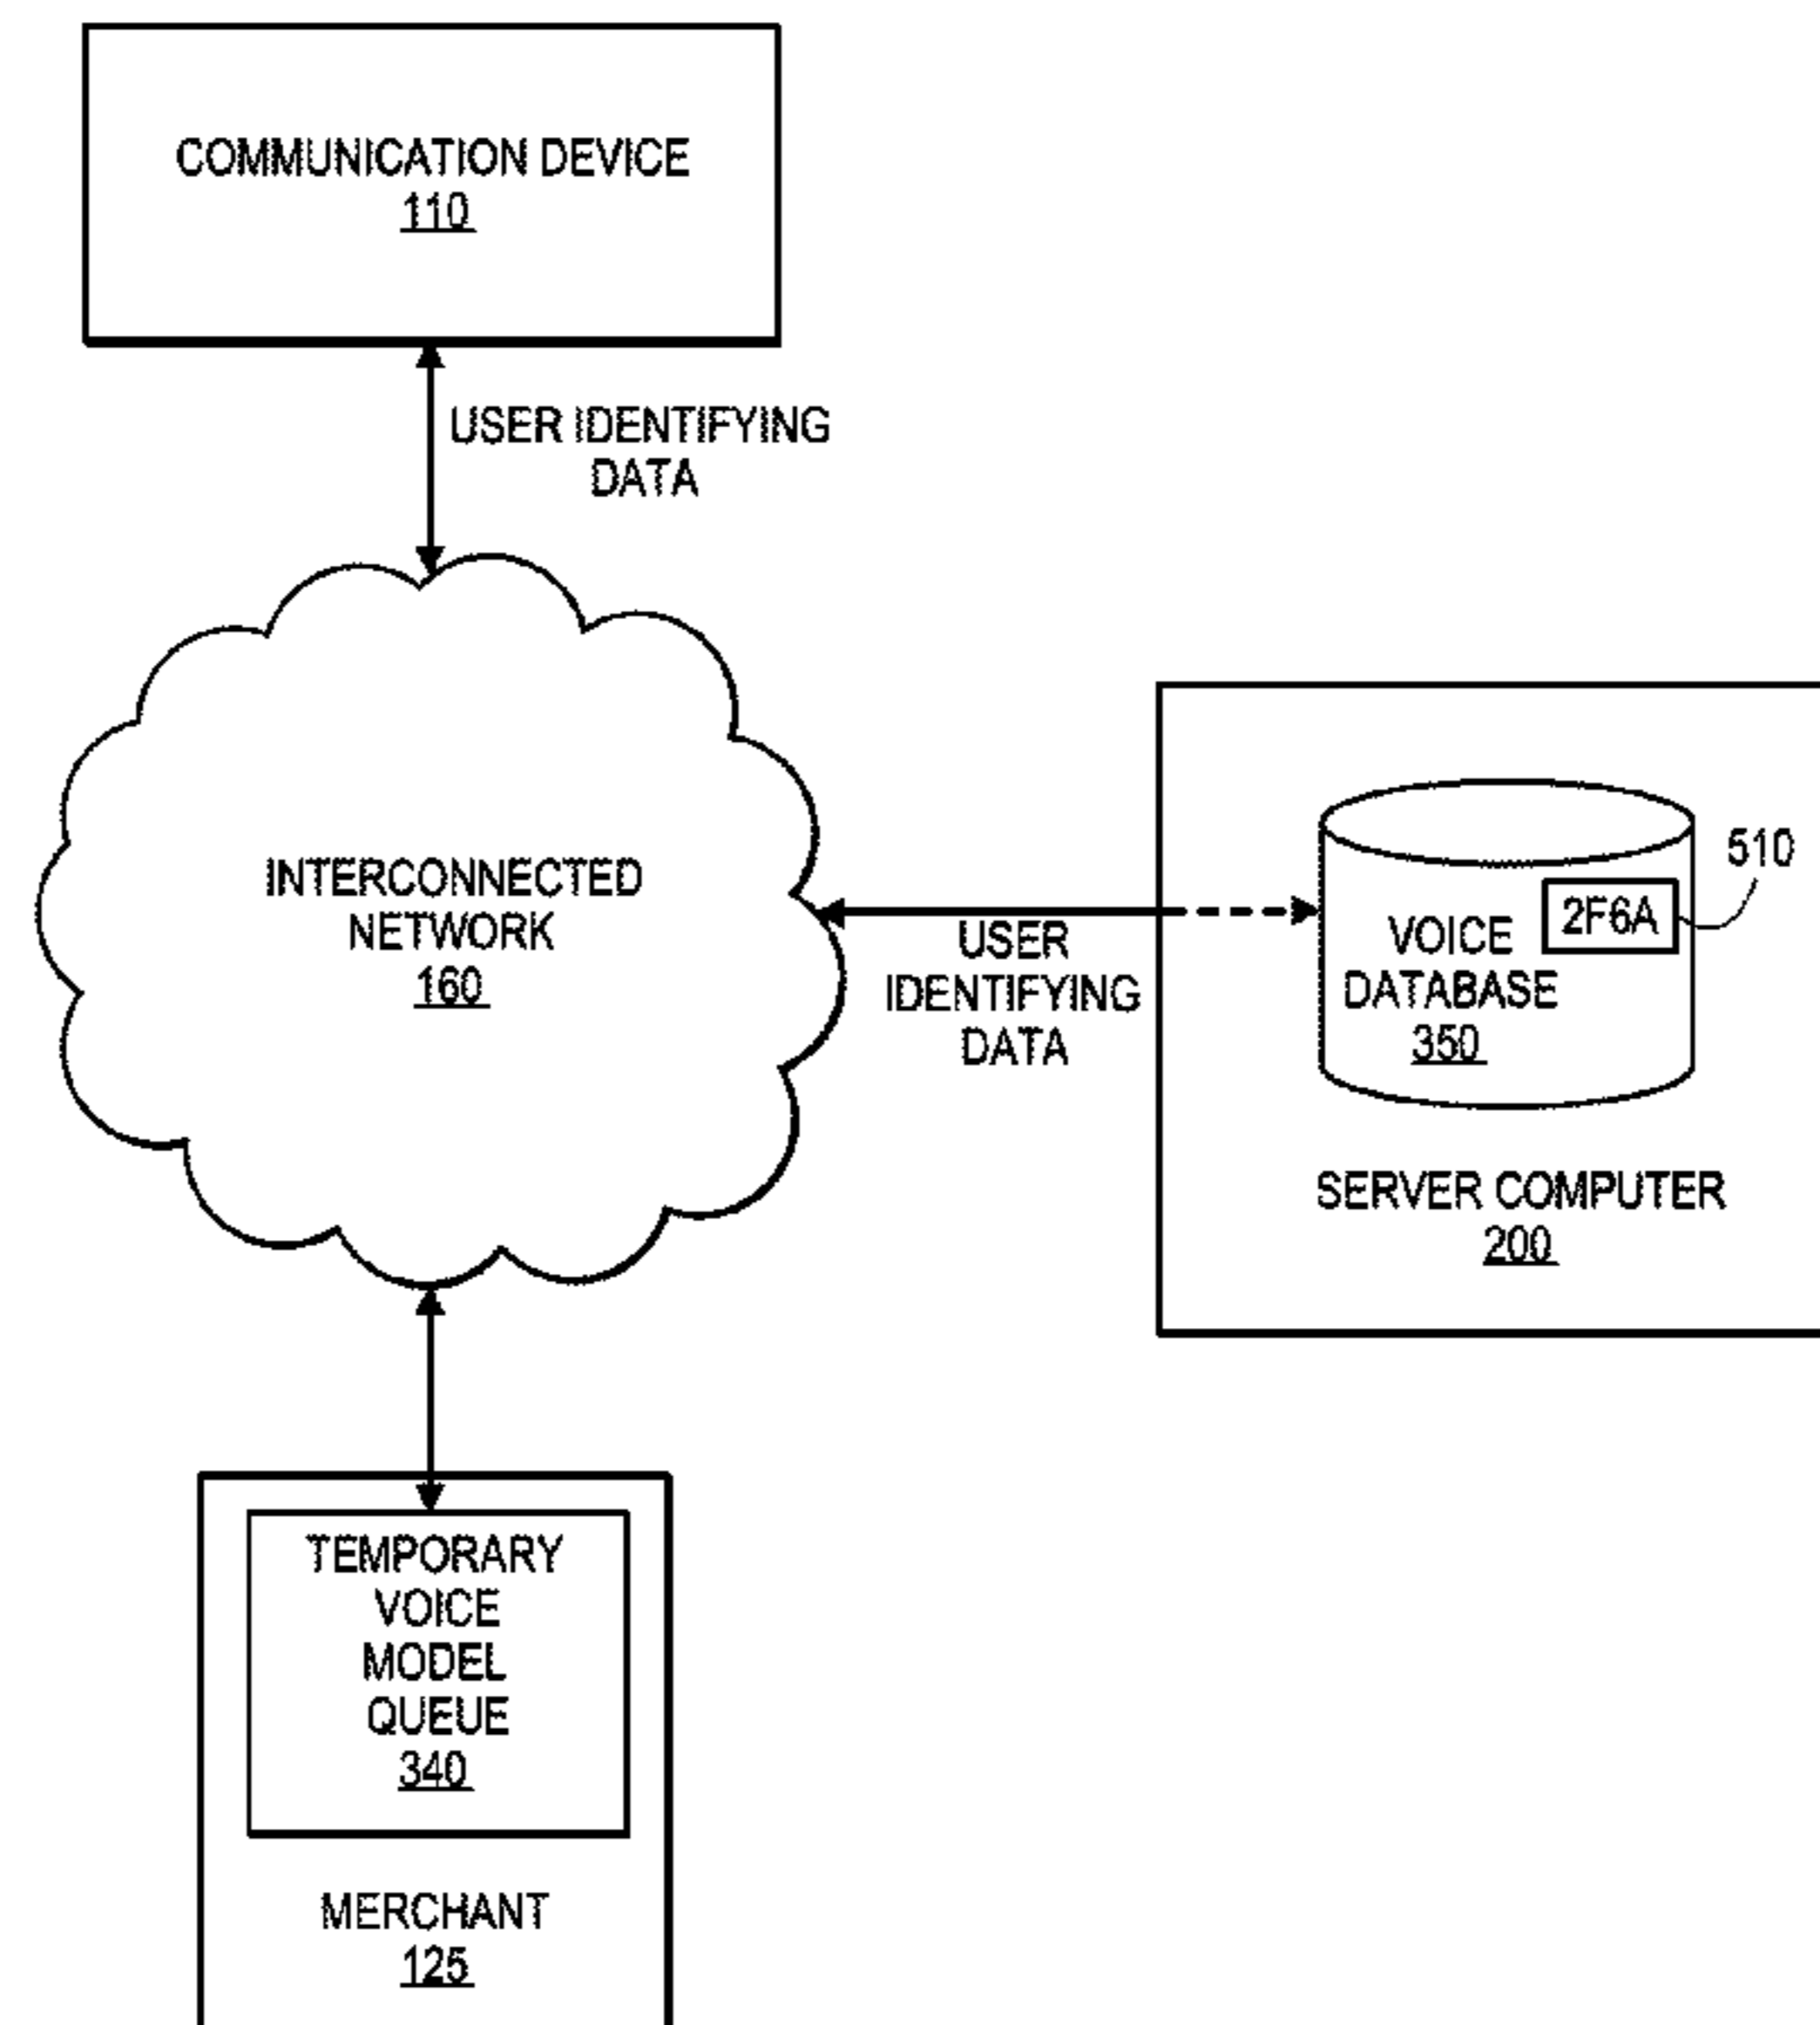 COMMUNICATION DEVICE
110
USER IDENTIFYING
DATA
INTERCONNECTED
NETWORK
160
USER
IDENTIFYING
DATA
510
2F6A
VOICE
DATABASE
350
SERVER COMPUTER
200
TEMPORARY
VOICE
MODEL
QUEUE
340
MERCHANT
125